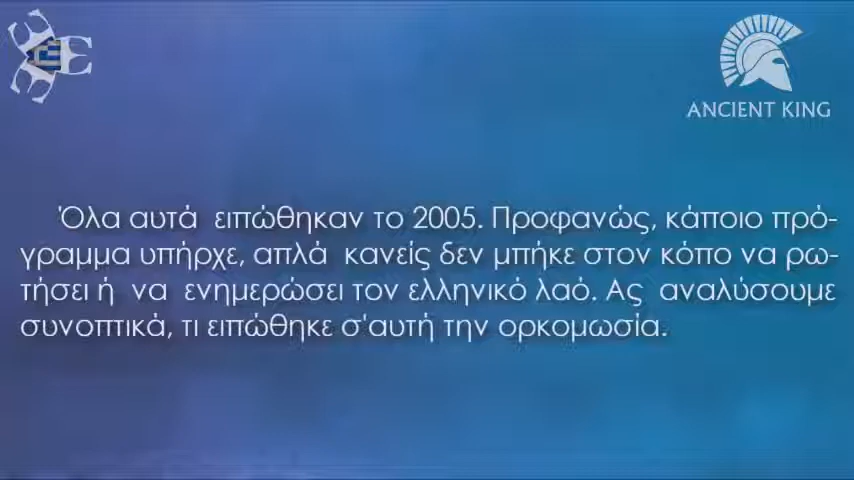 ANCIENT KING
Όλα αυτά ειπώθηκαν το 2005. Προφανώς, κάποιο πρό-
γραμμα υπήρχε, απλά κανείς δεν μπήκε στον κόπο να ρω-
τήσει ή να ενημερώσει τον ελληνικό λαό. Ας αναλύσουμε
συνοπτικά, τι ειπώθηκε σ'αυτή την ορκομωσία.